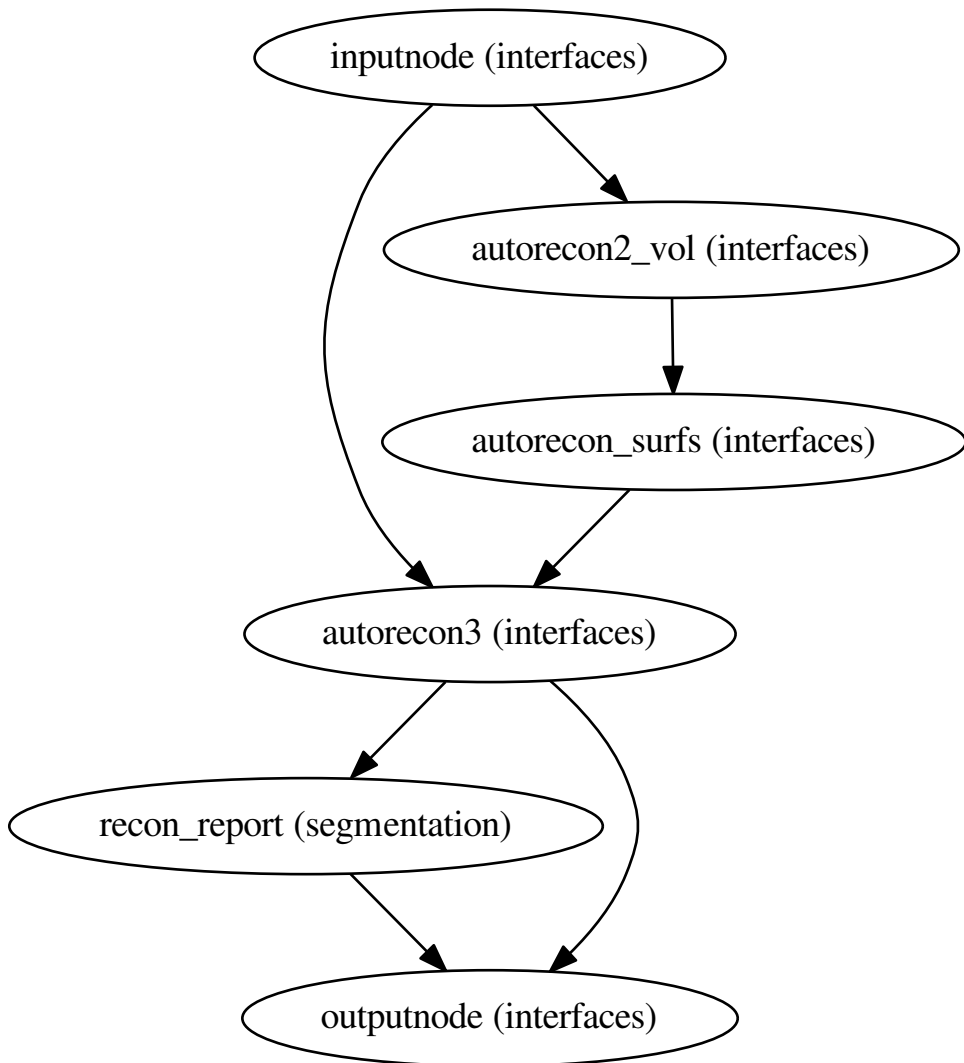 inputnode (interfaces)
autorecon2_vol (interfaces)
autorecon_surfs (interfaces)
autorecon3 (interfaces)
recon_report (segmentation)
outputnode (interfaces)